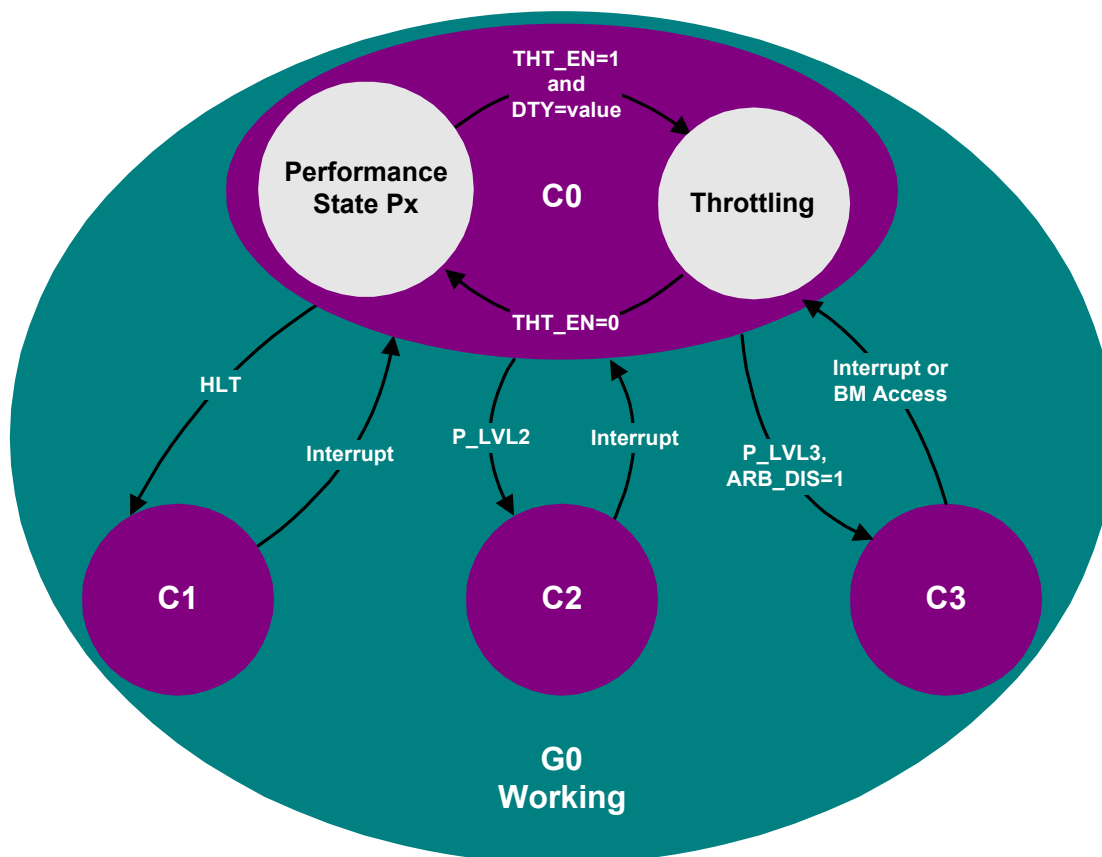 THT_EN=1
and
DTY=value
Performance
State Px
C0
Throttling
THT_EN=0
HLT
Interrupt
P_LVL2
Interrupt
Interrupt or
BM Access
P_LVL3,
ARB_DIS=1
C1
C2
C3
G0
Working